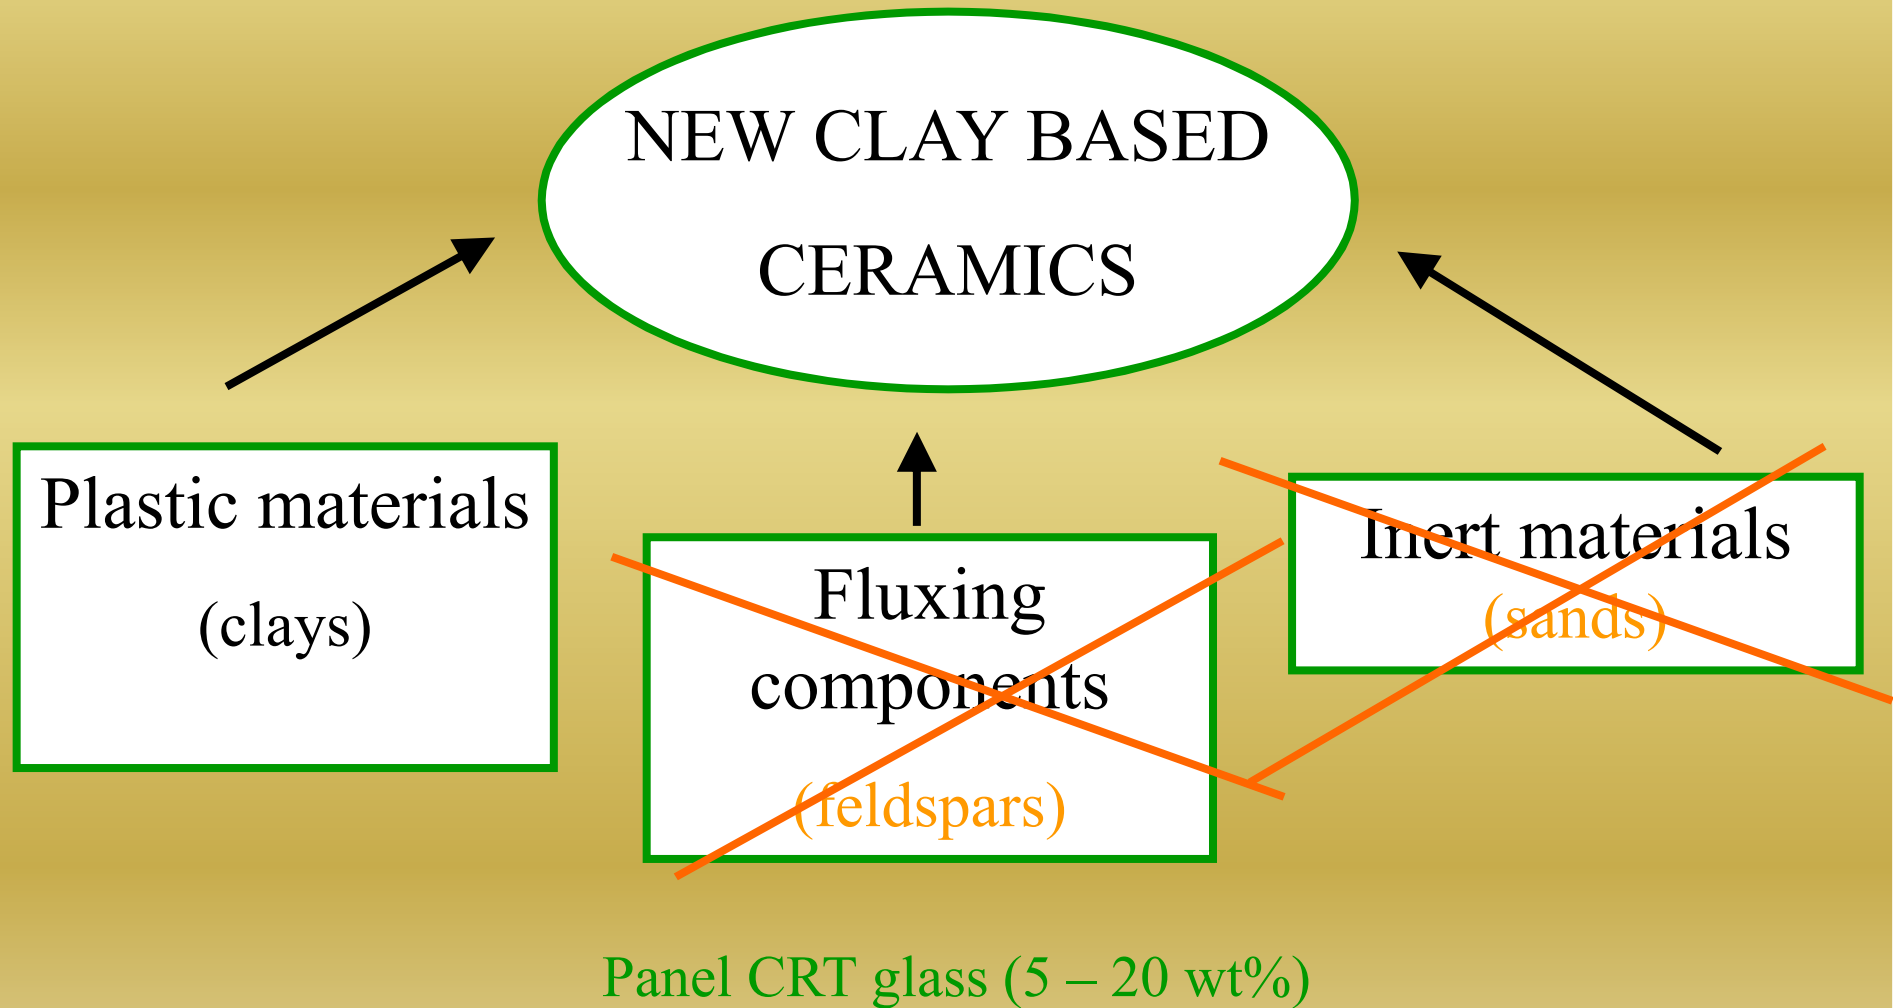 NEW CLAY BASED
CERAMICS
Plastic materials
(clays)
Fluxing
components
(feldspars)
Inert materials
(sands)
Panel CRT glass (5 – 20 wt%)